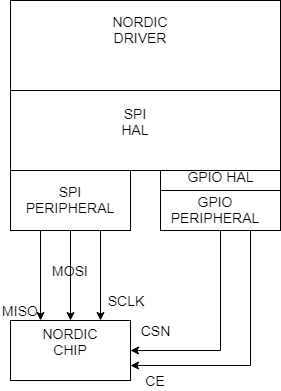 NORDIC
DRIVER
SPI
HAL
SPI
PERIPHERAL
GPIO HAL
GPIO
PERIPHERAL
MOSI
MISO
SCLK
NORDIC
CHIP
CSN
CE